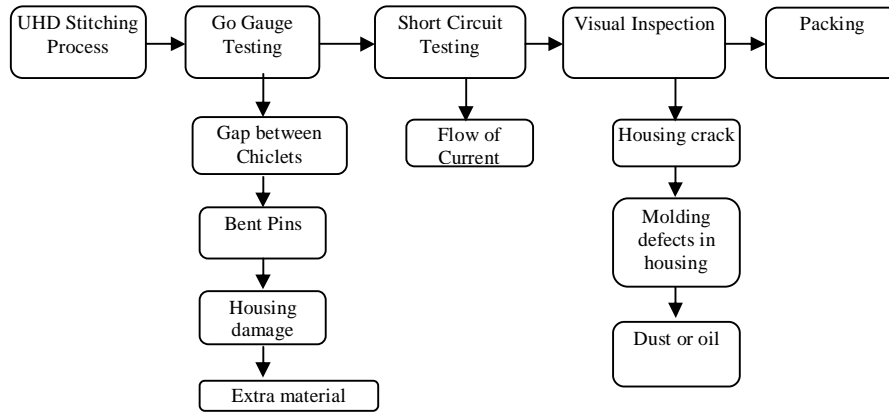 UHD Stitching
Process
Go Gauge
Testing
Short Circuit
Testing
Visual Inspection
Packing
Gap between
Chiclets
Flow of
Current
Housing crack
Bent Pins
Molding
defects in
housing
Housing
damage
Dust or oil
Extra material